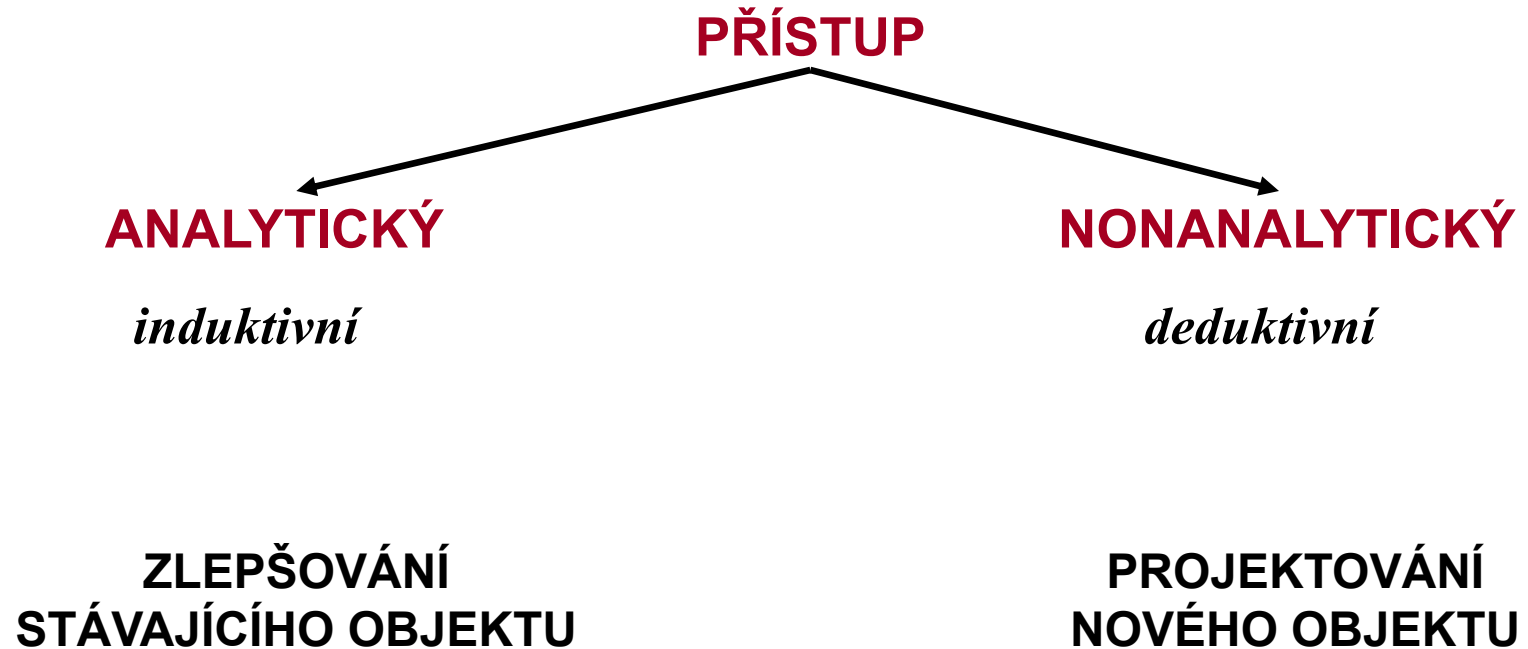 PŘÍSTUP
ANALYTICKÝ
NONANALYTICKÝ
induktivní
deduktivní
ZLEPŠOVÁNÍ
STÁVAJÍCÍHO OBJEKTU
PROJEKTOVÁNÍ
NOVÉHO OBJEKTU